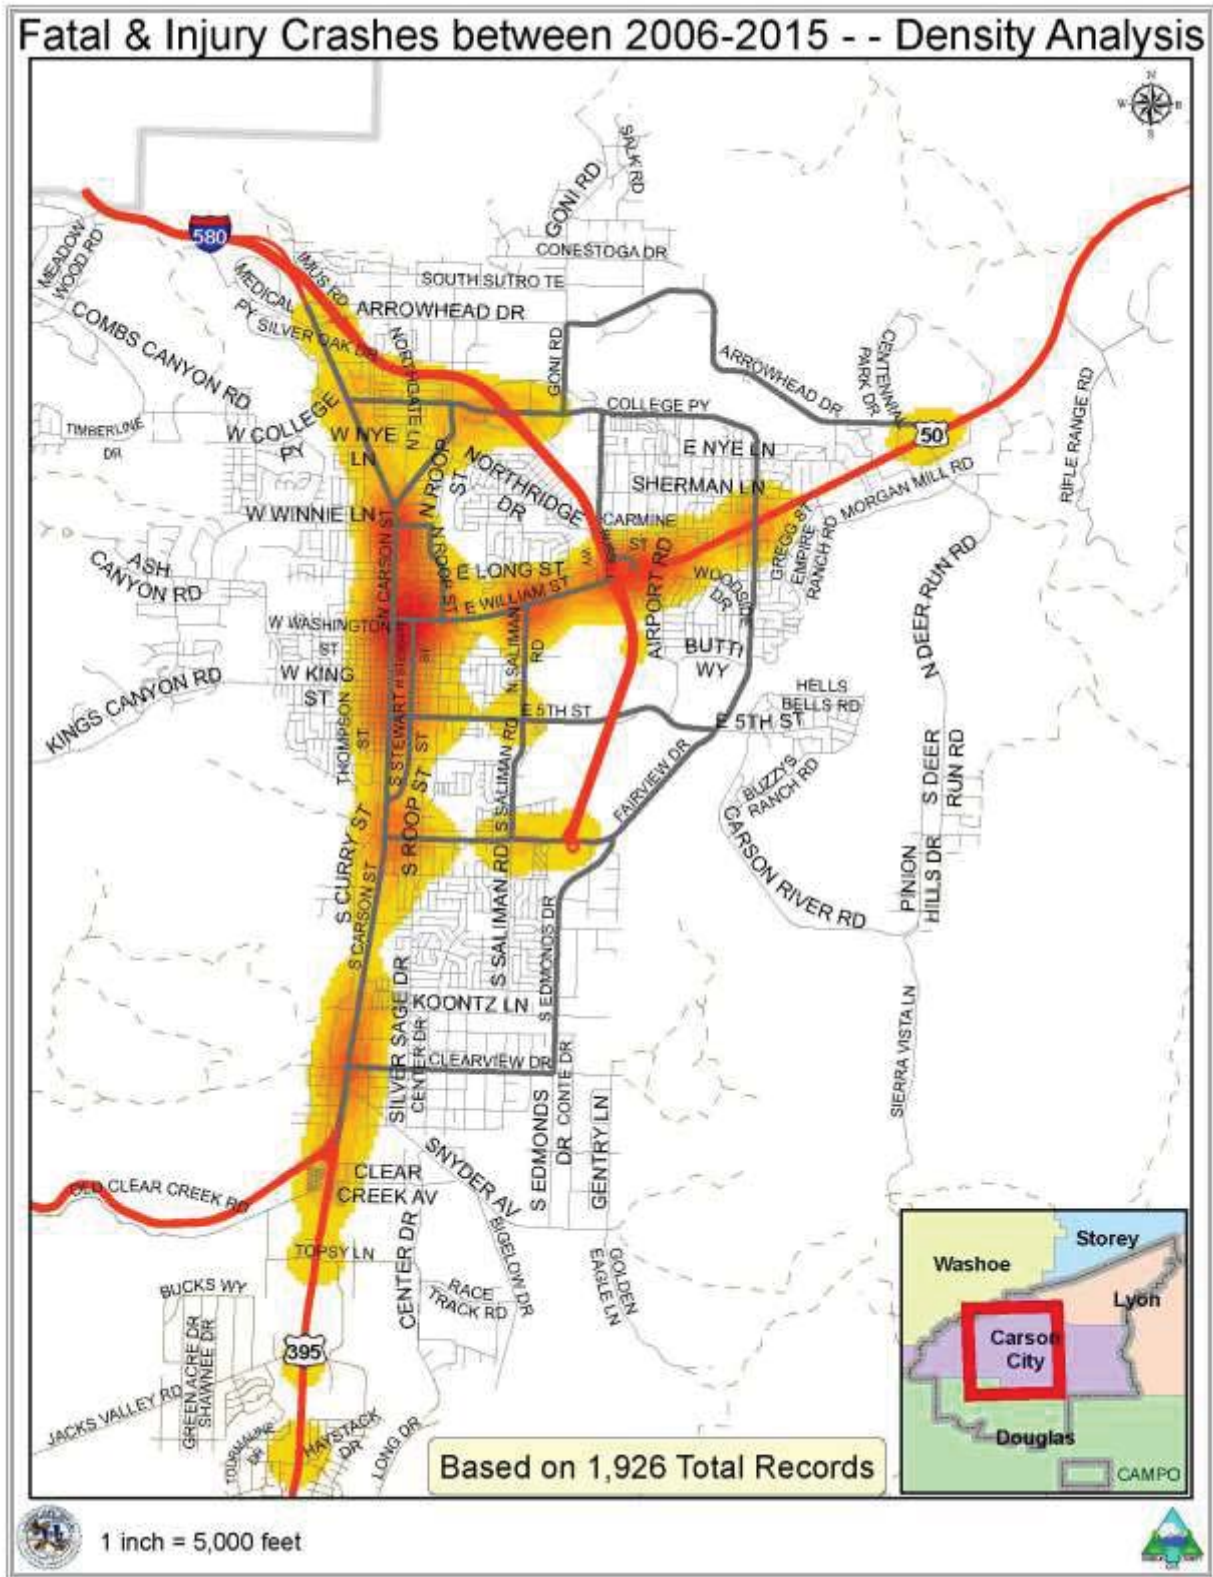 Fatal & Injury Crashes between 2006-2015 - - Density Analysis
N
W
E
S
SALK RD
GONI RD
580
MEADOW
WOOD RD
CONESTOGA DR
IMUS RD
MEDICAL
PY
SOUTH SUTRO TE
ARROWHEAD DR
SILVER OAK DR
COMBS CANYON RD
NORTHGATE LN
GONI RD
ARROWHEAD DR
CENTENNIAL
PARK DR
RIFLE RANGE RD
COLLEGE PY
TIMBERLINE
DR
W COLLEGE
PY
W NYE
LN
N ROOP
ST
50
E NYE LN
NORTHRIDGE
DR
SHERMAN LN
MORGAN MILL RD
W WINNIE LN
CARMINE
ST
GREGG ST
EMPIRE
RANCH RD
N CARSON ST
N ROOP ST
ASH
CANYON RD
E LONG ST
WY
AIRPORT RD
WOODSIDE
DR
N DEER RUN RD
E WILLIAM ST
W WASHINGTON
ST
ST
N SALIMAN
RD
BUTTI
WY
W KING
ST
KINGS CANYON RD
HELLS
BELLS RD
THOMPSON
ST
S STEWART
ST
E 5TH ST
E 5TH ST
S DEER
RUN RD
S ROOP ST
S SALIMAN RD
FAIRVIEW DR
BUZZYS
RANCH RD
S CURRY ST
CARSON RIVER RD
PINION
HILLS DR
S SALIMAN RD
S CARSON ST
S EDMONDS DR
SILVER SAGE DR
KOONTZ LN
SIERRA VISTA LN
CENTER DR
CLEARVIEW DR
S EDMONDS
DR
CONTE DR
GENTRY LN
SNYDER AV
CLEAR
CREEK AV
OLD CLEAR CREEK RD
TOPSY LN
CENTER DR
BIGELOW DR
GOLDEN
EAGLE LN
BUCKS WY
RACE
TRACK RD
GREEN ACRE DR
SHAWNEE DR
395
JACKS VALLEY RD
TOURMALINE
DR
HAYSTACK
DR
LONG DR
Based on 1,926 Total Records
Washoe
Storey
Lyon
Carson
City
Douglas
CAMPO
1 inch = 5,000 feet